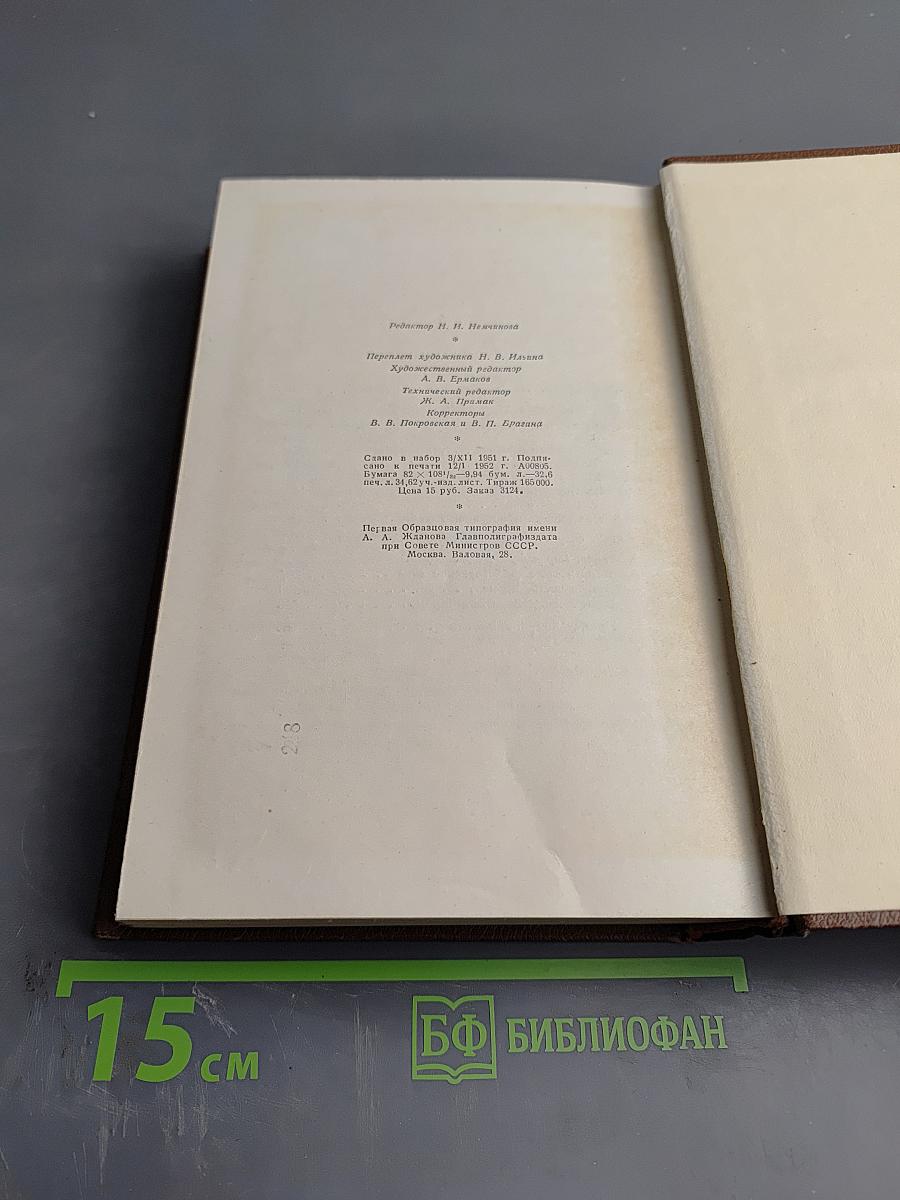 Редактор Н. И. Немчинова
*
Переплет художника Н. В. Ильина
Художественный редактор
А. В. Ермаков
Технический редактор
Ж. А. Примак
Корректоры
В. В. Покровская и В. П. Брагина
*
Сдано в набор 3/XII 1951 г. Подпи-
сано к печати 12/I 1952 г. А00805.
Бумага 82 × 108¹/₃₂—9,94 бум. л.—32,6
печ. л. 34,62 уч.-изд. лист. Тираж 165 000.
Цена 15 руб. Заказ 3124.
*
Первая Образцовая типография имени
А. А. Жданова Главполиграфиздата
при Совете Министров СССР.
Москва. Валовая, 28.
15 см
БФ БИБЛИОФАН